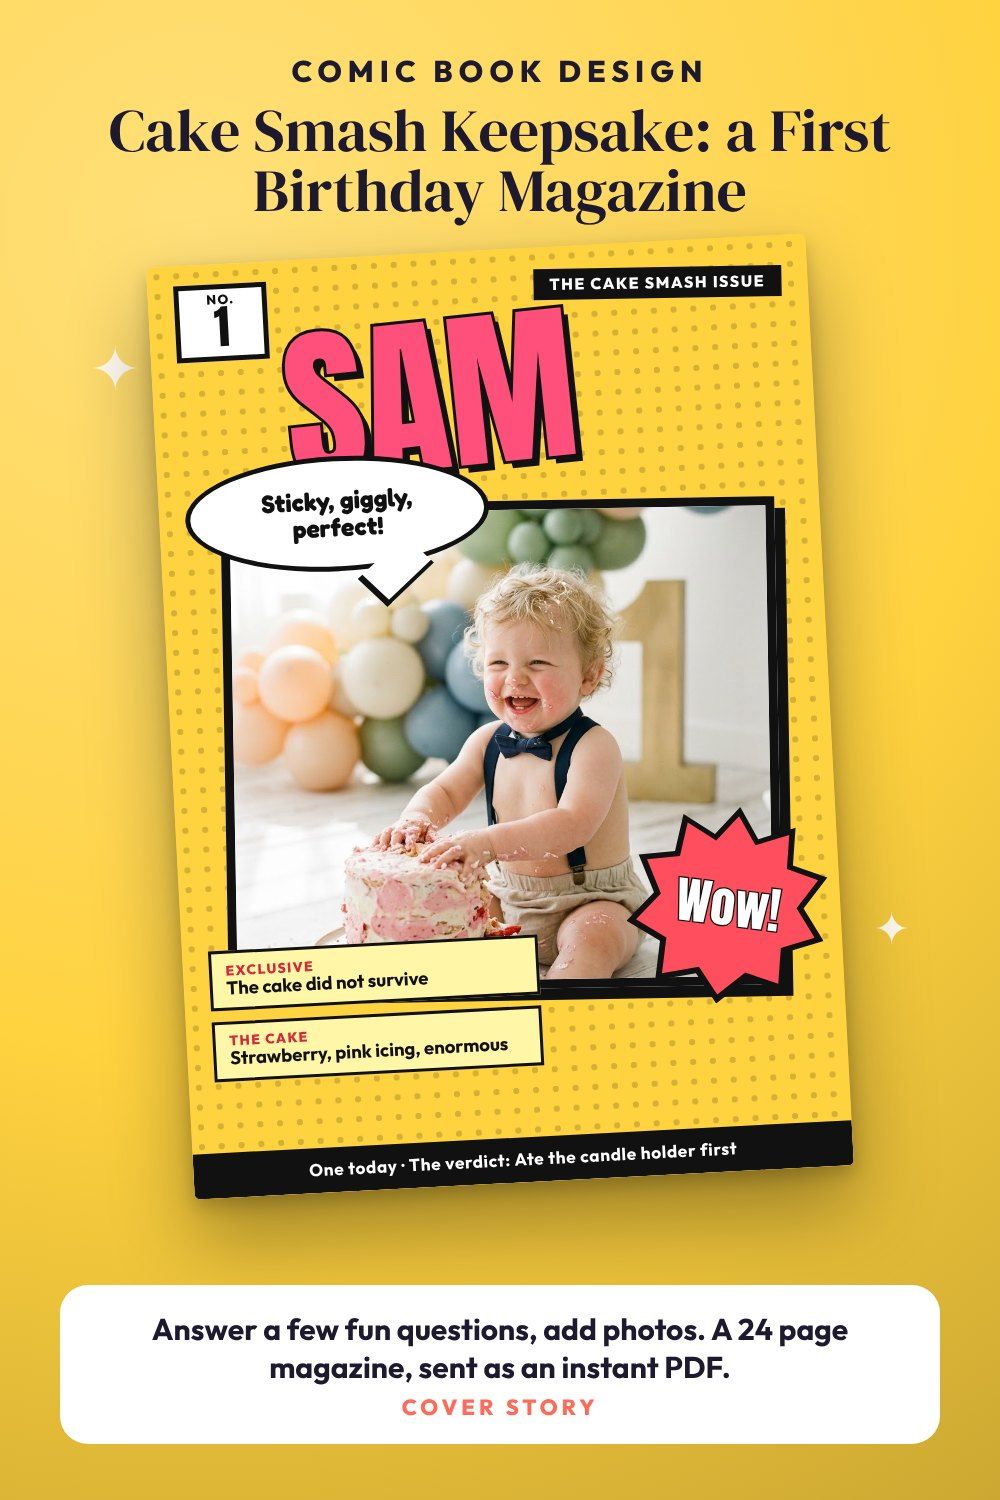 COMIC BOOK DESIGN
Cake Smash Keepsake: a First
Birthday Magazine
NO.
1
THE CAKE SMASH ISSUE
SAM
Sticky, giggly,
perfect!
1
Wow!
EXCLUSIVE
The cake did not survive
THE CAKE
Strawberry, pink icing, enormous
One today · The verdict: Ate the candle holder first
Answer a few fun questions, add photos. A 24 page
magazine, sent as an instant PDF.
COVER STORY